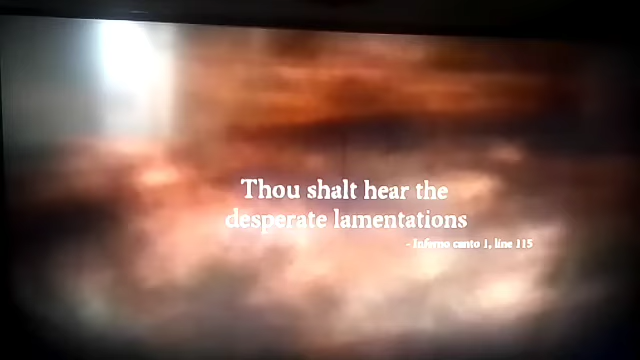 Thou shalt hear the
desperate lamentations
- Inferno canto 1, line 115